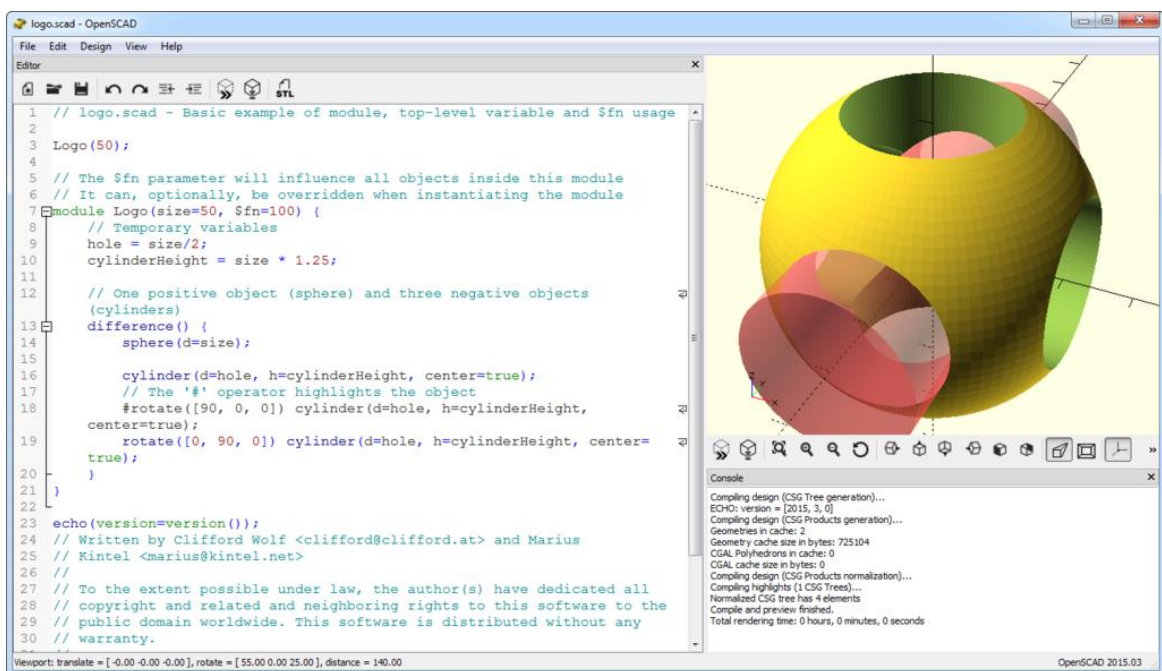 logo.scad - OpenSCAD
File Edit Design View Help
Editor
STL
1 // logo.scad - Basic example of module, top-level variable and $fn usage
2
3 Logo(50);
4
5 // The $fn parameter will influence all objects inside this module
6 // It can, optionally, be overridden when instantiating the module
7 module Logo(size=50, $fn=100) {
8 // Temporary variables
9 hole = size/2;
10 cylinderHeight = size * 1.25;
11
12 // One positive object (sphere) and three negative objects
(cylinders)
13 difference() {
14 sphere(d=size);
15
16 cylinder(d=hole, h=cylinderHeight, center=true);
17 // The '#' operator highlights the object
18 #rotate([90, 0, 0]) cylinder(d=hole, h=cylinderHeight,
center=true);
19 rotate([0, 90, 0]) cylinder(d=hole, h=cylinderHeight, center=
true);
20 }
21 }
22
23 echo(version=version());
24 // Written by Clifford Wolf <clifford@clifford.at> and Marius
25 // Kintel <marius@kintel.net>
26 //
27 // To the extent possible under law, the author(s) have dedicated all
28 // copyright and related and neighboring rights to this software to the
29 // public domain worldwide. This software is distributed without any
30 // warranty.
z
Y
x
Console
Compiling design (CSG Tree generation)...
ECHO: version = [2015, 3, 0]
Compiling design (CSG Products generation)...
Geometries in cache: 2
Geometry cache size in bytes: 725104
CGAL Polyhedrons in cache: 0
CGAL cache size in bytes: 0
Compiling design (CSG Products normalization)...
Compiling highlights (1 CSG Trees)...
Normalized CSG tree has 4 elements
Compile and preview finished.
Total rendering time: 0 hours, 0 minutes, 0 seconds
Viewport: translate = [ -0.00 -0.00 -0.00 ], rotate = [ 55.00 0.00 25.00 ], distance = 140.00
OpenSCAD 2015.03